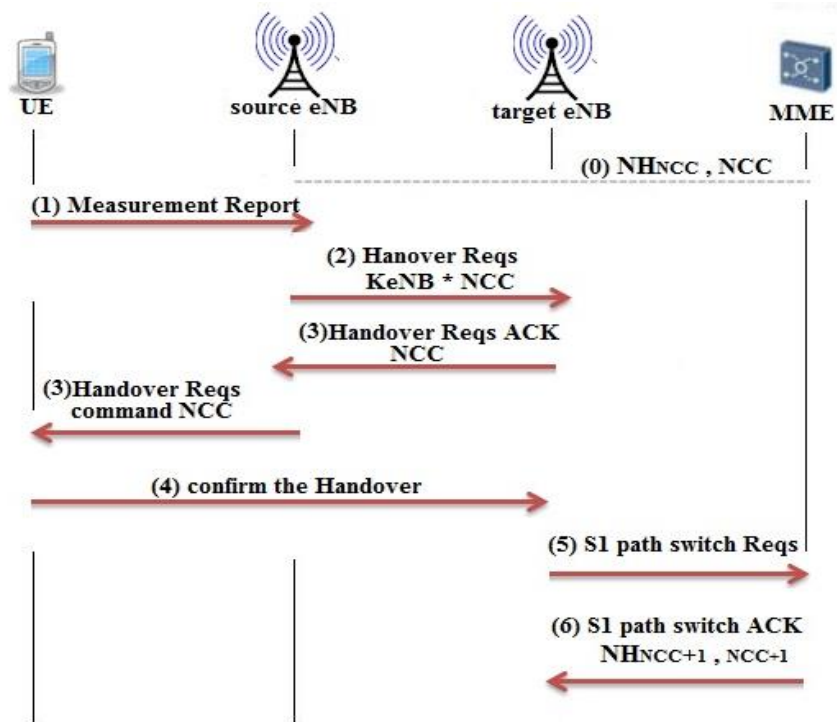 UE
source eNB
target eNB
MME
(0) NHNCC , NCC
(1) Measurement Report
(2) Hanover Reqs
KeNB * NCC
(3)Handover Reqs ACK
NCC
(3)Handover Reqs
command NCC
(4) confirm the Handover
(5) S1 path switch Reqs
(6) S1 path switch ACK
NHNCC+1 , NCC+1